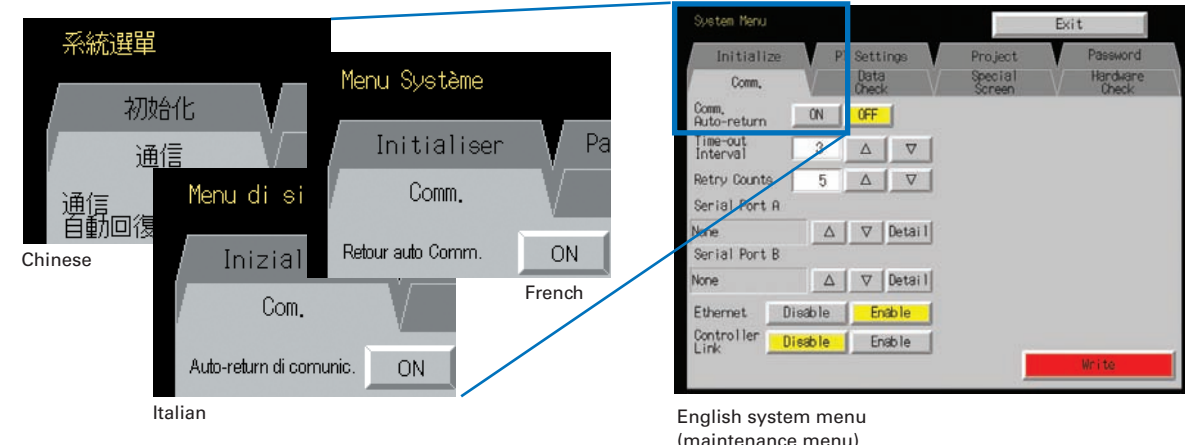 系統選單
初始化
通信
通信
自動回復
Chinese
Menu Système
Initialiser
Pa
Comm.
Retour auto Comm.
ON
French
Menu di si
Inizial
Com.
Auto-return di comunic.
ON
Italian
System Menu
Exit
Initialize
PT Settings
Project
Password
Comm.
Data
Check
Special
Screen
Hardware
Check
Comm.
Auto-return
ON
OFF
Time-out
Interval
3
△
▽
Retry Counts
5
△
▽
Serial Port A
None
△
▽
Detail
Serial Port B
None
△
▽
Detail
Ethernet
Disable
Enable
Controller
Link
Disable
Enable
Write
English system menu
(maintenance menu)